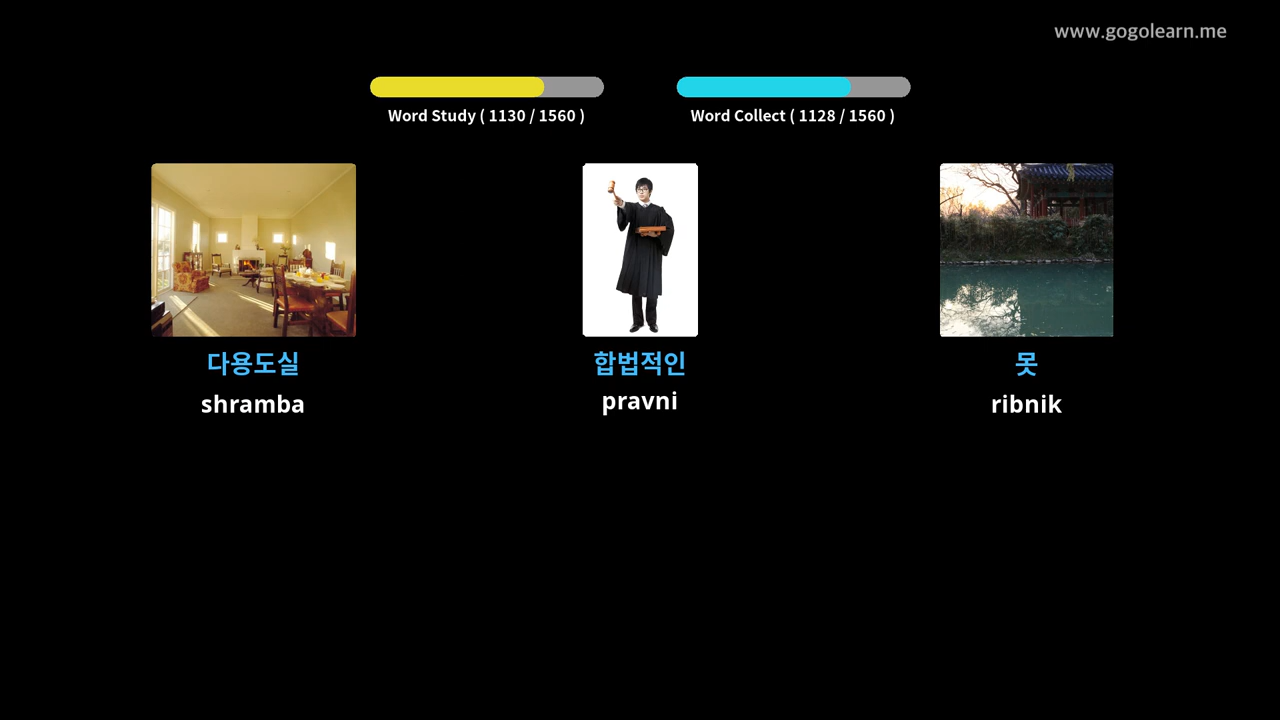 www.gogolearn.me
Word Study ( 1130 / 1560 )
Word Collect ( 1128 / 1560 )
다용도실
합법적인
못
shramba
pravni
ribnik